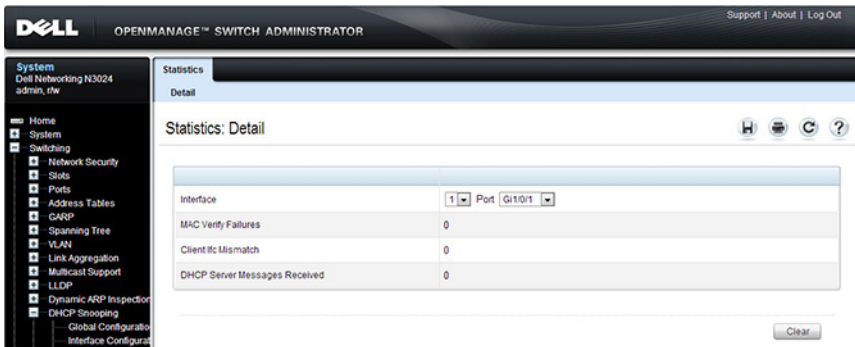 Support | About | Log Out
DELL OPENMANAGE™ SWITCH ADMINISTRATOR
System
Dell Networking N3024
admin, r/w
Home
System
Switching
Network Security
Slots
Ports
Address Tables
GARP
Spanning Tree
VLAN
Link Aggregation
Multicast Support
LLDP
Dynamic ARP Inspection
DHCP Snooping
Global Configuratio
Interface Configurat
Statistics
Detail
Statistics: Detail
Interface 1 Port Gi1/0/1
MAC Verify Failures 0
Client Ifc Mismatch 0
DHCP Server Messages Received 0
Clear